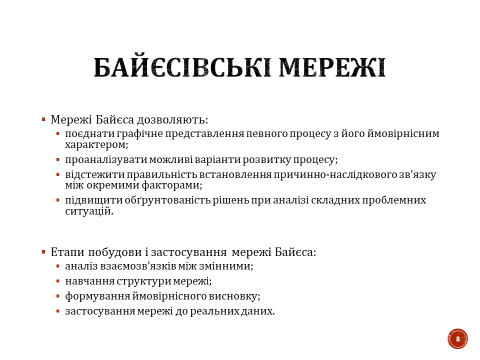 БАЙЄСІВСЬКІ МЕРЕЖІ
Мережі Байєса дозволяють:
поєднати графічне представлення певного процесу з його ймовірнісним
характером;
проаналізувати можливі варіанти розвитку процесу;
відстежити правильність встановлення причинно-наслідкового зв'язку
між окремими факторами;
підвищити обґрунтованість рішень при аналізі складних проблемних
ситуацій.
Етапи побудови і застосування мережі Байєса:
аналіз взаємозв'язків між змінними;
навчання структури мережі;
формування ймовірнісного висновку;
застосування мережі до реальних даних.
8